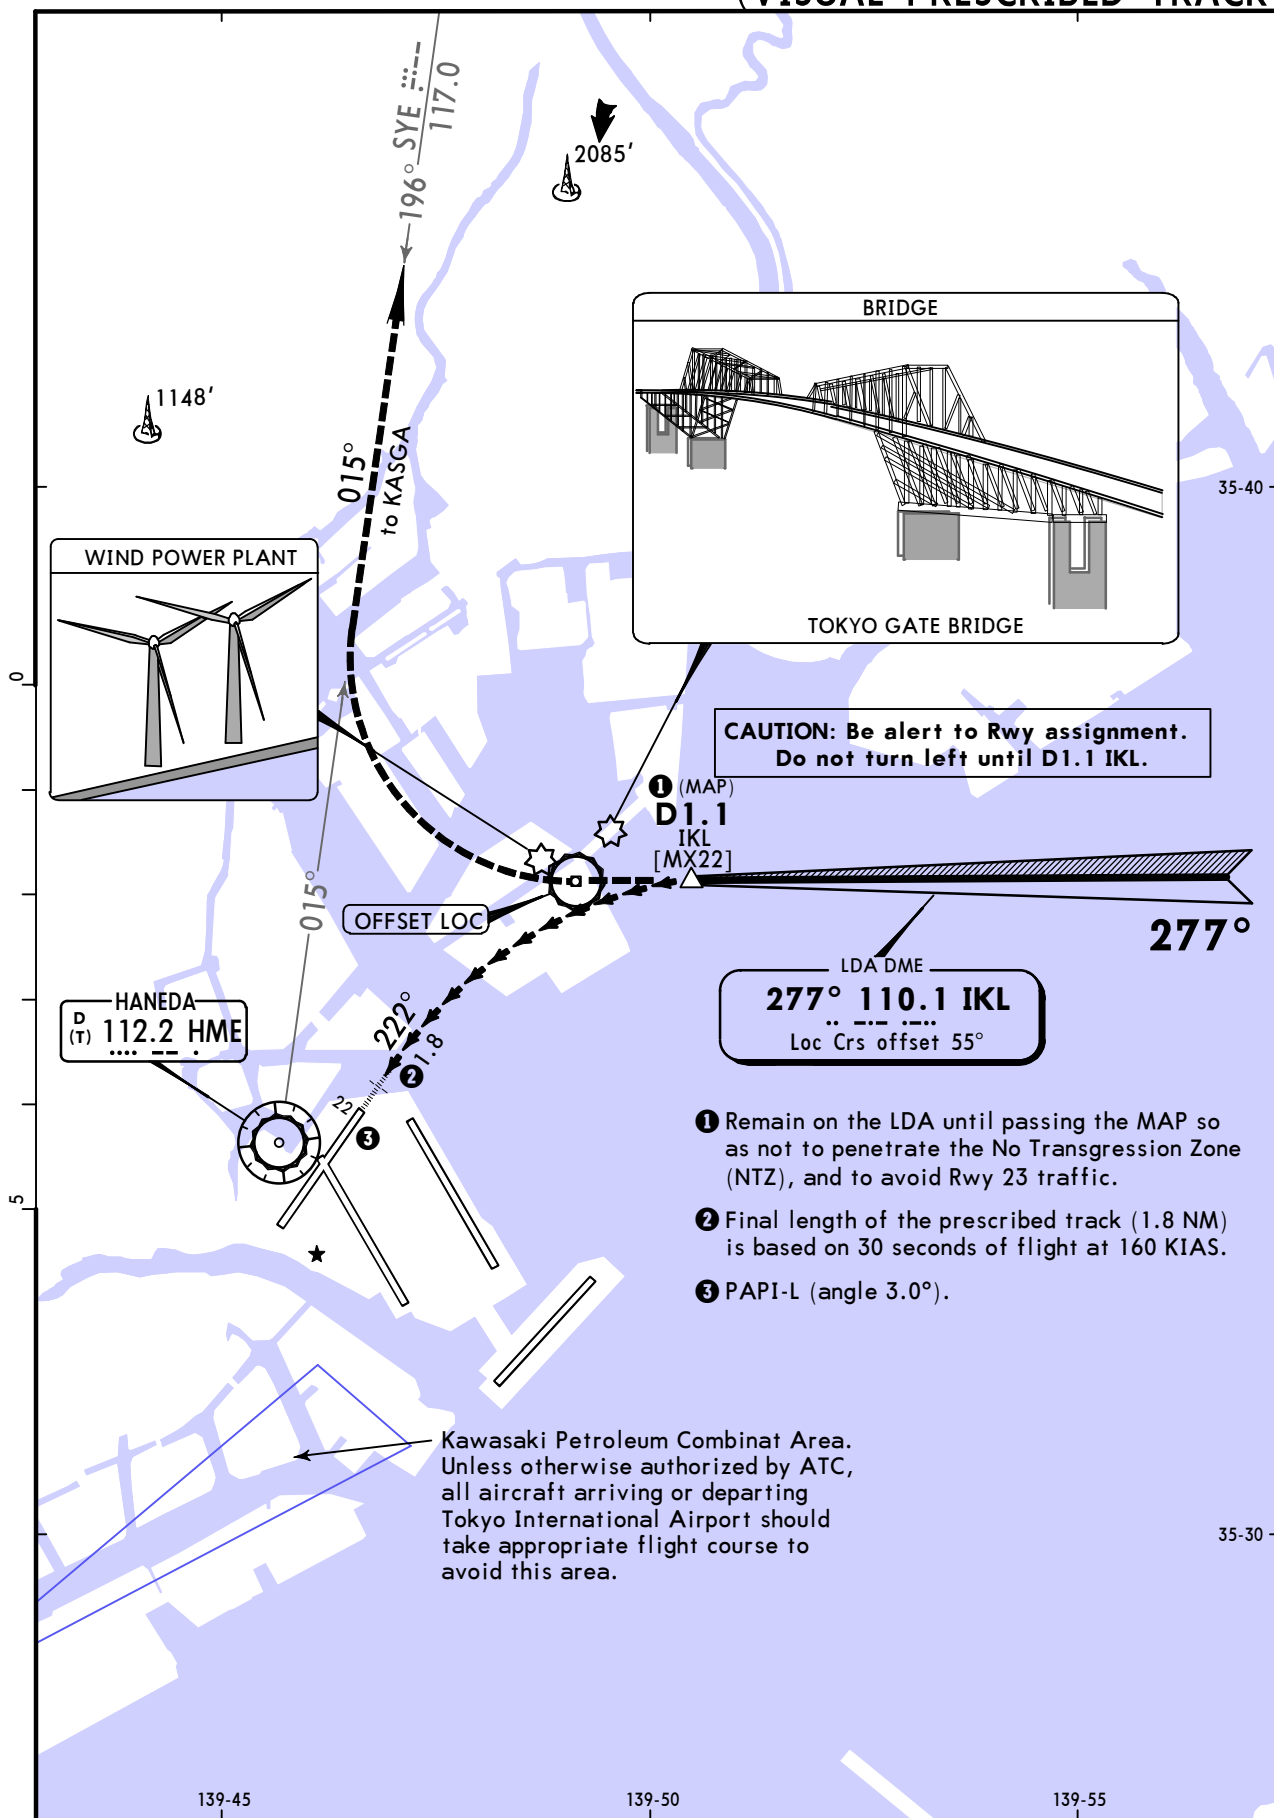 (VISUAL PRESCRIBED TRACK
196° SYE
117.0
2085'
BRIDGE
TOKYO GATE BRIDGE
1148'
015°
to KASGA
35-40
WIND POWER PLANT
0
CAUTION: Be alert to Rwy assignment.
Do not turn left until D1.1 IKL.
1 (MAP)
D1.1
IKL
[MX22]
277°
OFFSET LOC
015°
LDA DME
277° 110.1 IKL
Loc Crs offset 55°
HANEDA
D
(T) 112.2 HME
222°
1.8
2
22
3
1 Remain on the LDA until passing the MAP so
as not to penetrate the No Transgression Zone
(NTZ), and to avoid Rwy 23 traffic.
2 Final length of the prescribed track (1.8 NM)
is based on 30 seconds of flight at 160 KIAS.
3 PAPI-L (angle 3.0°).
5
Kawasaki Petroleum Combinat Area.
Unless otherwise authorized by ATC,
all aircraft arriving or departing
Tokyo International Airport should
take appropriate flight course to
avoid this area.
35-30
139-45
139-50
139-55